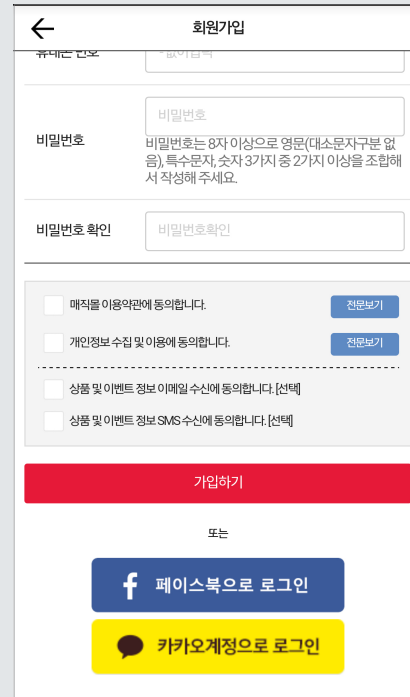 회원가입
휴대폰 번호
비밀번호
비밀번호
비밀번호는 8자 이상으로 영문(대소문자구분 없
음), 특수문자, 숫자 3가지 중 2가지 이상을 조합해
서 작성해 주세요.
비밀번호 확인
비밀번호확인
매직몰 이용약관에 동의합니다.
전문보기
개인정보 수집 및 이용에 동의합니다.
전문보기
상품 및 이벤트 정보 이메일 수신에 동의합니다. [선택]
상품 및 이벤트 정보 SMS 수신에 동의합니다. [선택]
가입하기
또는
페이스북으로 로그인
카카오계정으로 로그인